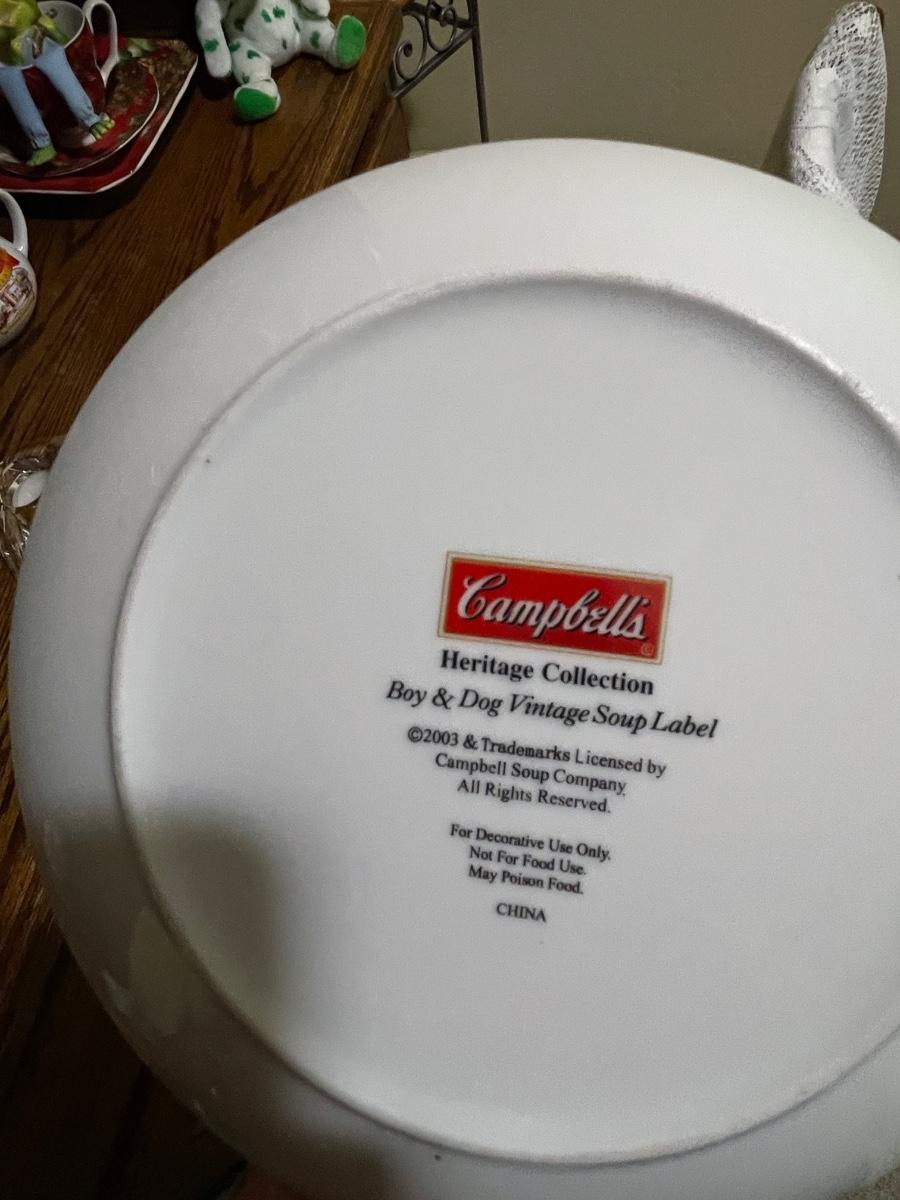 Campbell's
Heritage Collection
Boy & Dog Vintage Soup Label
©2003 & Trademarks Licensed by
Campbell Soup Company.
All Rights Reserved.
For Decorative Use Only.
Not For Food Use.
May Poison Food.
CHINA